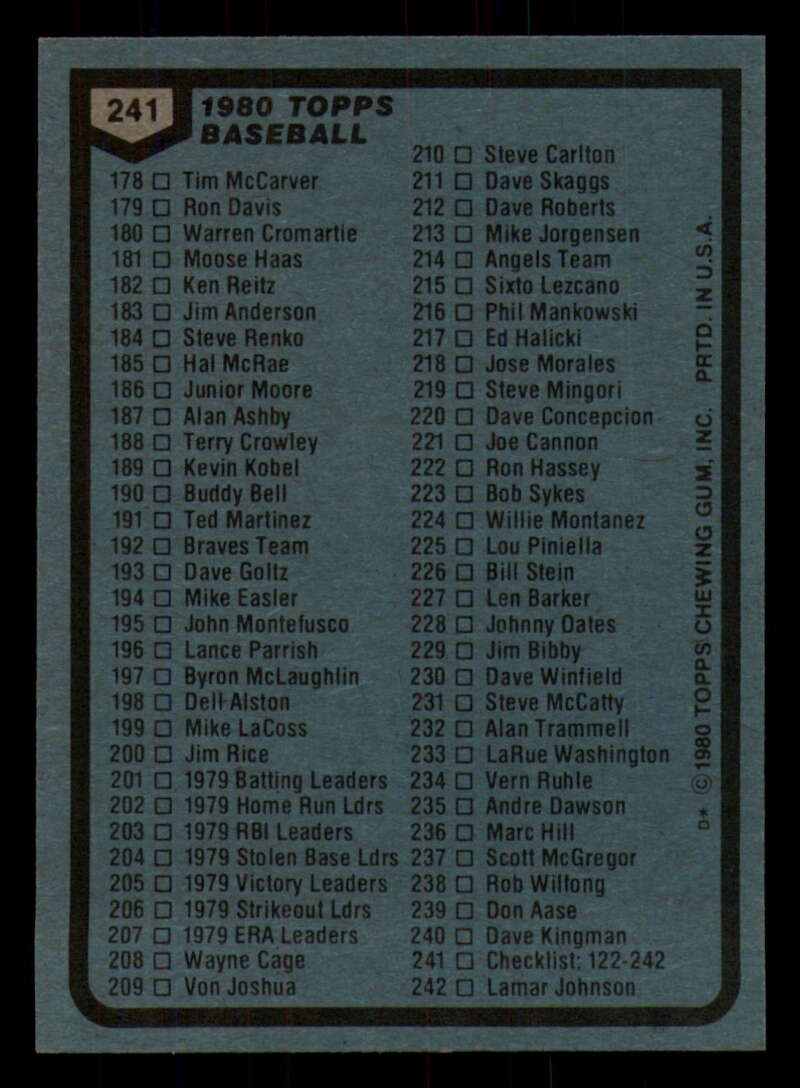 241
1980 TOPPS
BASEBALL
178 □ Tim McCarver
179 □ Ron Davis
180 □ Warren Cromartie
181 □ Moose Haas
182 □ Ken Reitz
183 □ Jim Anderson
184 □ Steve Renko
185 □ Hal McRae
186 □ Junior Moore
187 □ Alan Ashby
188 □ Terry Crowley
189 □ Kevin Kobel
190 □ Buddy Bell
191 □ Ted Martinez
192 □ Braves Team
193 □ Dave Goltz
194 □ Mike Easler
195 □ John Montefusco
196 □ Lance Parrish
197 □ Byron McLaughlin
198 □ Dell Alston
199 □ Mike LaCoss
200 □ Jim Rice
201 □ 1979 Batting Leaders
202 □ 1979 Home Run Ldrs
203 □ 1979 RBI Leaders
204 □ 1979 Stolen Base Ldrs
205 □ 1979 Victory Leaders
206 □ 1979 Strikeout Ldrs
207 □ 1979 ERA Leaders
208 □ Wayne Cage
209 □ Von Joshua
210 □ Steve Carlton
211 □ Dave Skaggs
212 □ Dave Roberts
213 □ Mike Jorgensen
214 □ Angels Team
215 □ Sixto Lezcano
216 □ Phil Mankowski
217 □ Ed Halicki
218 □ Jose Morales
219 □ Steve Mingori
220 □ Dave Concepcion
221 □ Joe Cannon
222 □ Ron Hassey
223 □ Bob Sykes
224 □ Willie Montanez
225 □ Lou Piniella
226 □ Bill Stein
227 □ Len Barker
228 □ Johnny Oates
229 □ Jim Bibby
230 □ Dave Winfield
231 □ Steve McCatty
232 □ Alan Trammell
233 □ LaRue Washington
234 □ Vern Ruhle
235 □ Andre Dawson
236 □ Marc Hill
237 □ Scott McGregor
238 □ Rob Wilfong
239 □ Don Aase
240 □ Dave Kingman
241 □ Checklist: 122-242
242 □ Lamar Johnson
D* © 1980 TOPPS CHEWING GUM, INC. PRTD. IN U.S.A.